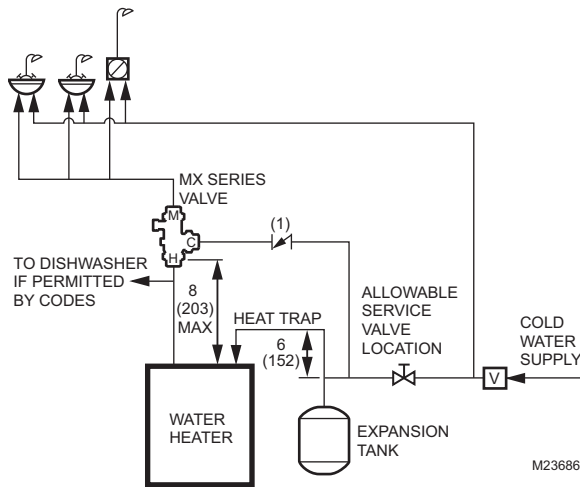 MX SERIES
VALVE
M
(1)
C
H
TO DISHWASHER
IF PERMITTED
BY CODES
8
(203)
MAX
HEAT TRAP
6
(152)
ALLOWABLE
SERVICE
VALVE
LOCATION
COLD
WATER
SUPPLY
V
WATER
HEATER
EXPANSION
TANK
M23686